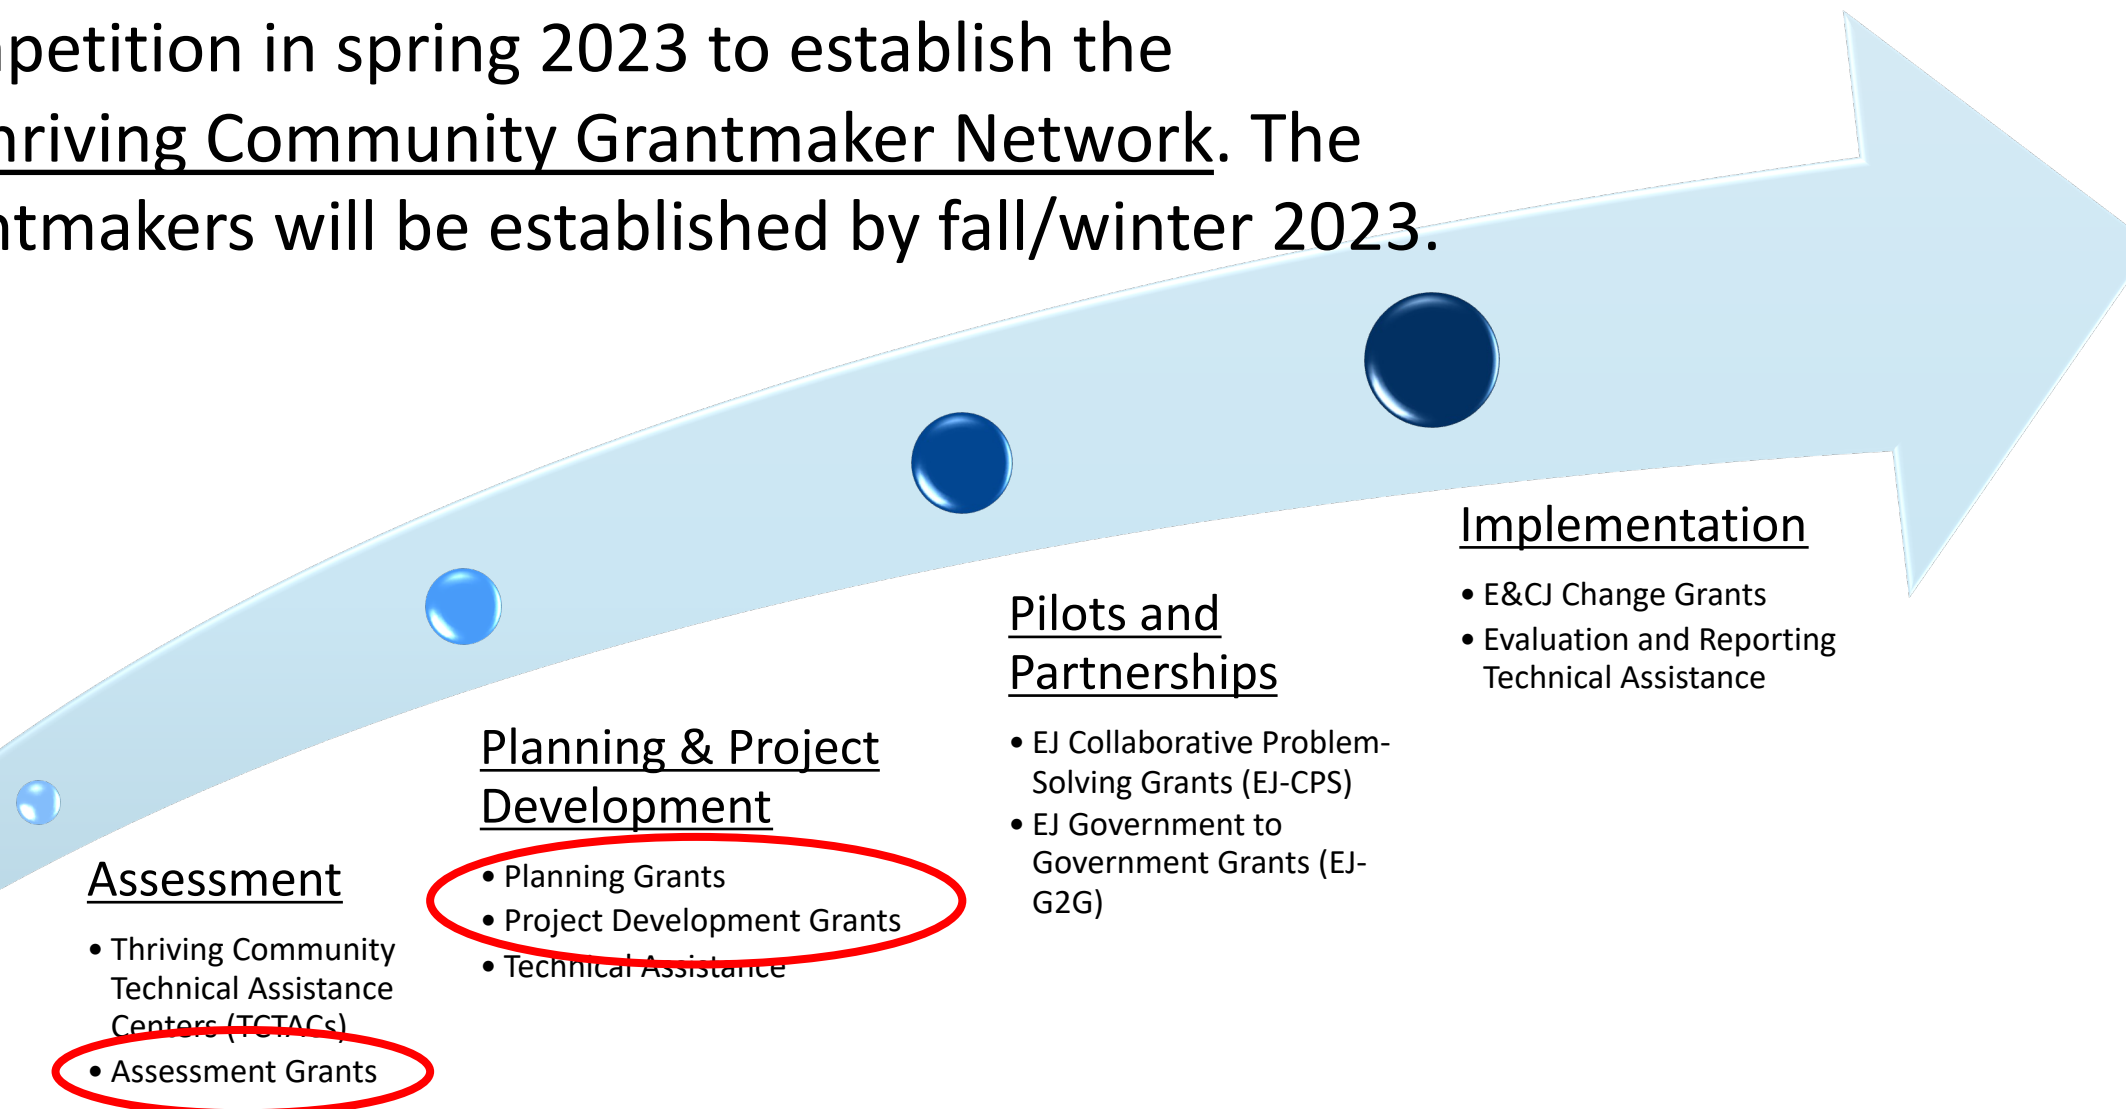 mpetition in spring 2023 to establish the
hriving Community Grantmaker Network. The
ntmakers will be established by fall/winter 2023.
Assessment
• Thriving Community
Technical Assistance
Centers (TCTACs)
• Assessment Grants
Planning & Project
Development
• Planning Grants
• Project Development Grants
• Technical Assistance
Pilots and
Partnerships
• EJ Collaborative Problem-
Solving Grants (EJ-CPS)
• EJ Government to
Government Grants (EJ-
G2G)
Implementation
• E&CJ Change Grants
• Evaluation and Reporting
Technical Assistance